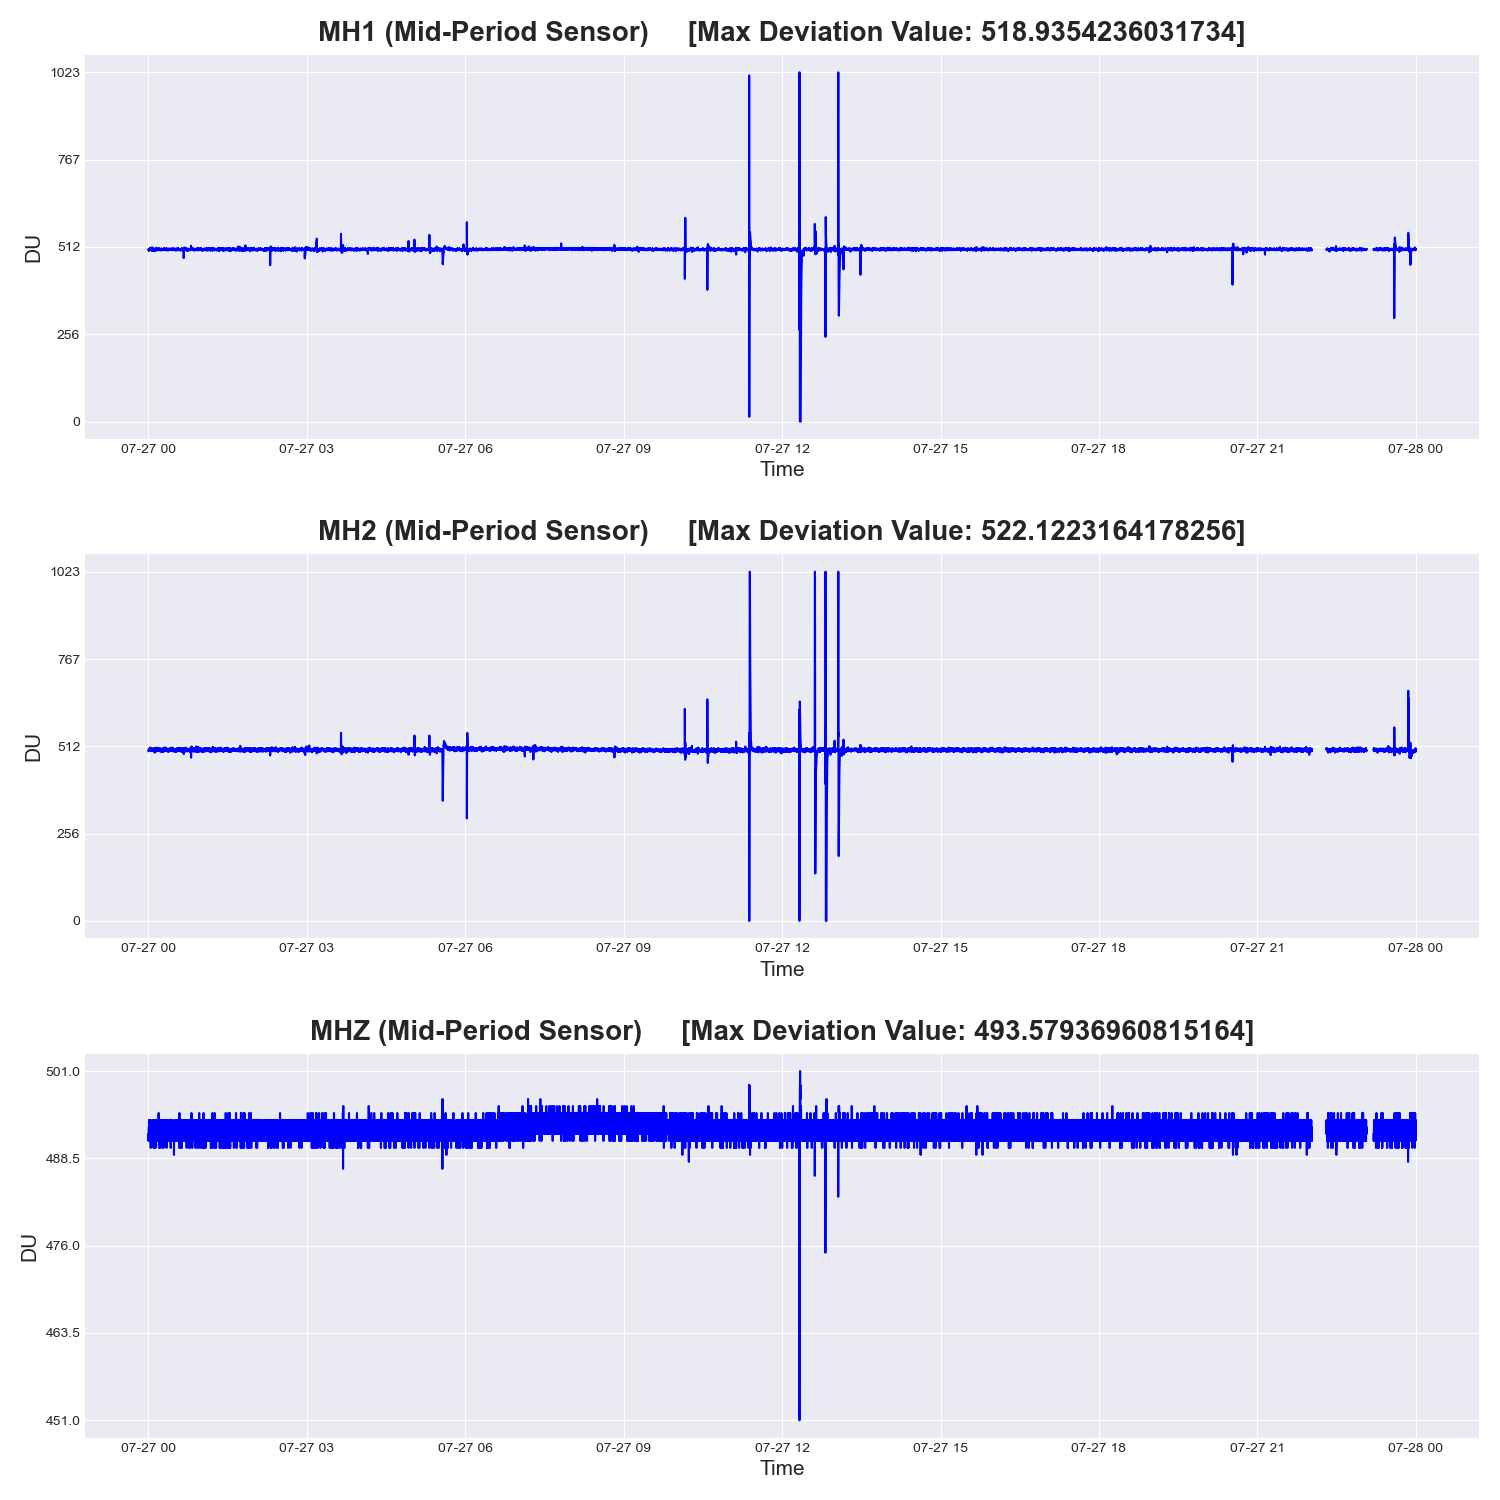 MH1 (Mid-Period Sensor) [Max Deviation Value: 518.9354236031734]
1023
767
512
256
0
DU
07-27 00 07-27 03 07-27 06 07-27 09 07-27 12 07-27 15 07-27 18 07-27 21 07-28 00
Time
MH2 (Mid-Period Sensor) [Max Deviation Value: 522.1223164178256]
1023
767
512
256
0
DU
07-27 00 07-27 03 07-27 06 07-27 09 07-27 12 07-27 15 07-27 18 07-27 21 07-28 00
Time
MHZ (Mid-Period Sensor) [Max Deviation Value: 493.57936960815164]
501.0
488.5
476.0
463.5
451.0
DU
07-27 00 07-27 03 07-27 06 07-27 09 07-27 12 07-27 15 07-27 18 07-27 21 07-28 00
Time